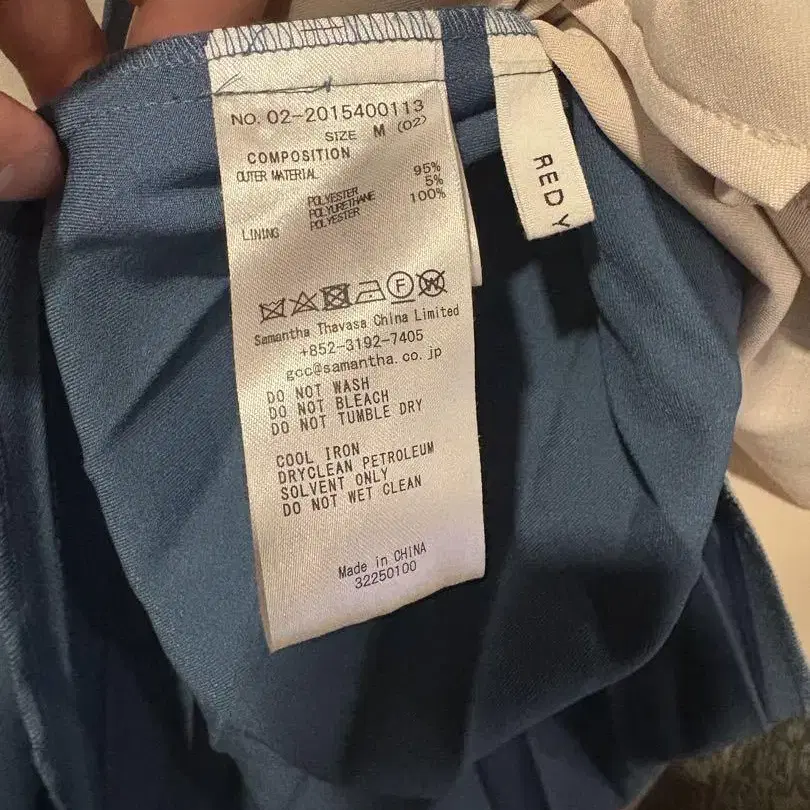 NO. 02-2015400113
SIZE M (02)
COMPOSITION
OUTER MATERIAL
POLYESTER 95%
POLYURETHANE 5%
LINING POLYESTER 100%
F W
Samantha Thavasa China Limited
+852-3192-7405
gcc@samantha.co.jp
DO NOT WASH
DO NOT BLEACH
DO NOT TUMBLE DRY
COOL IRON
DRYCLEAN PETROLEUM
SOLVENT ONLY
DO NOT WET CLEAN
Made in CHINA
32250100
REDY